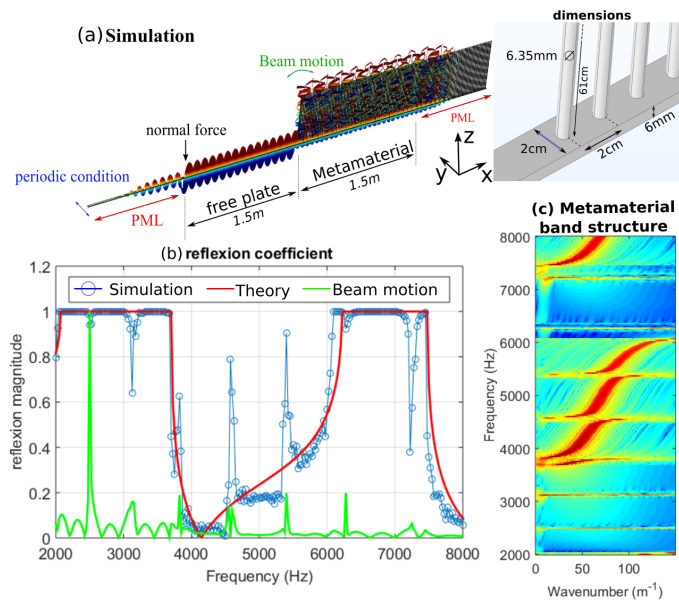 (a) Simulation
Beam motion
normal force
periodic condition
PML
free plate
1.5m
Metamaterial
1.5m
PML
z
y
x
dimensions
6.35mm ∅
61cm
6mm
2cm
2cm
(b) reflexion coefficient
Simulation
Theory
Beam motion
reflexion magnitude
1.2
1
0.8
0.6
0.4
0.2
0
2000 3000 4000 5000 6000 7000 8000
Frequency (Hz)
(c) Metamaterial
band structure
Frequency (Hz)
8000
7000
6000
5000
4000
3000
2000
0 50 100
Wavenumber (m⁻¹)